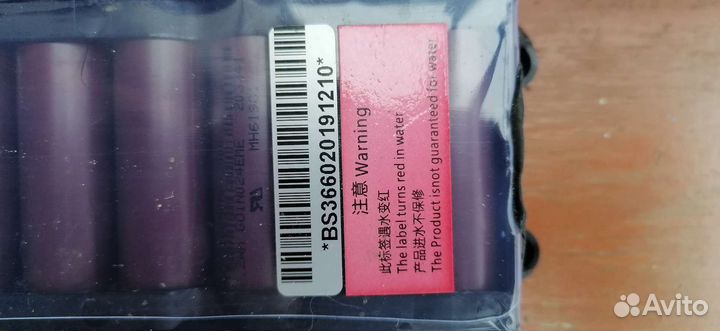 *BS366020191210*
注意 Warning
此标签遇水变红
The label turns red in water
产品进水不保修
The Product isnot guaranteed for water
Avito